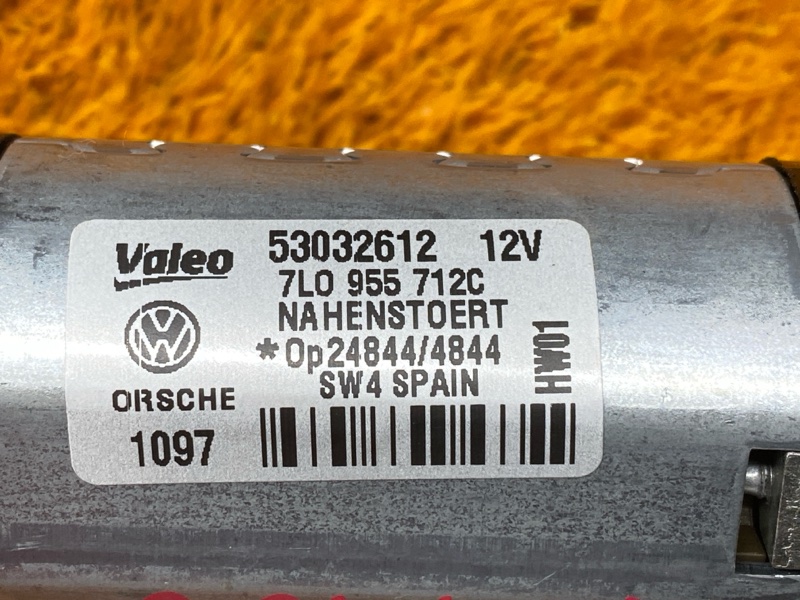 Valeo 53032612 12V
7L0 955 712C
NAHENSTOERT
*Op24844/4844
SW4 SPAIN
HW01
ORSCHE
1097